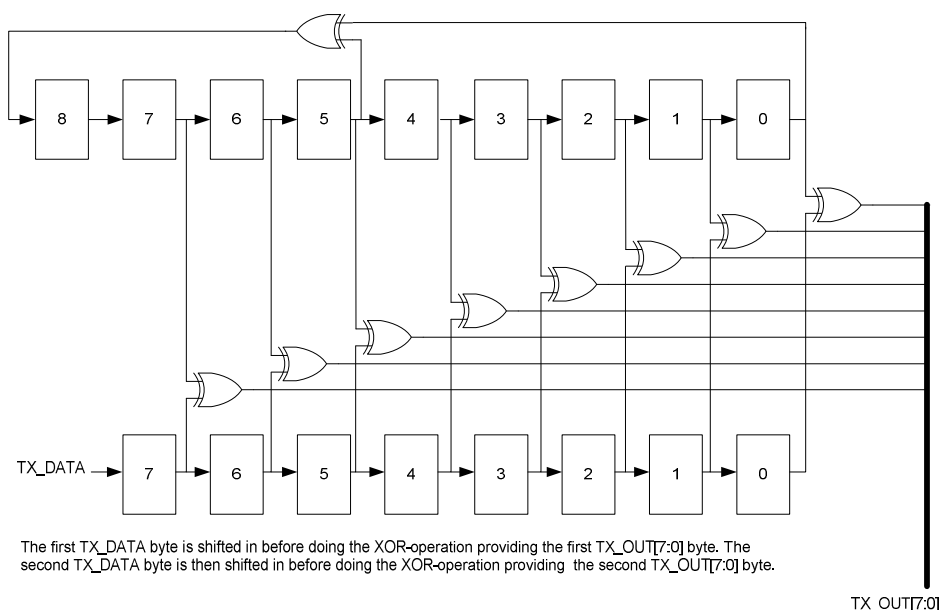 8 7 6 5 4 3 2 1 0
TX_DATA 7 6 5 4 3 2 1 0
The first TX_DATA byte is shifted in before doing the XOR-operation providing the first TX_OUT[7:0] byte. The
second TX_DATA byte is then shifted in before doing the XOR-operation providing the second TX_OUT[7:0] byte.
TX_OUT[7:0]